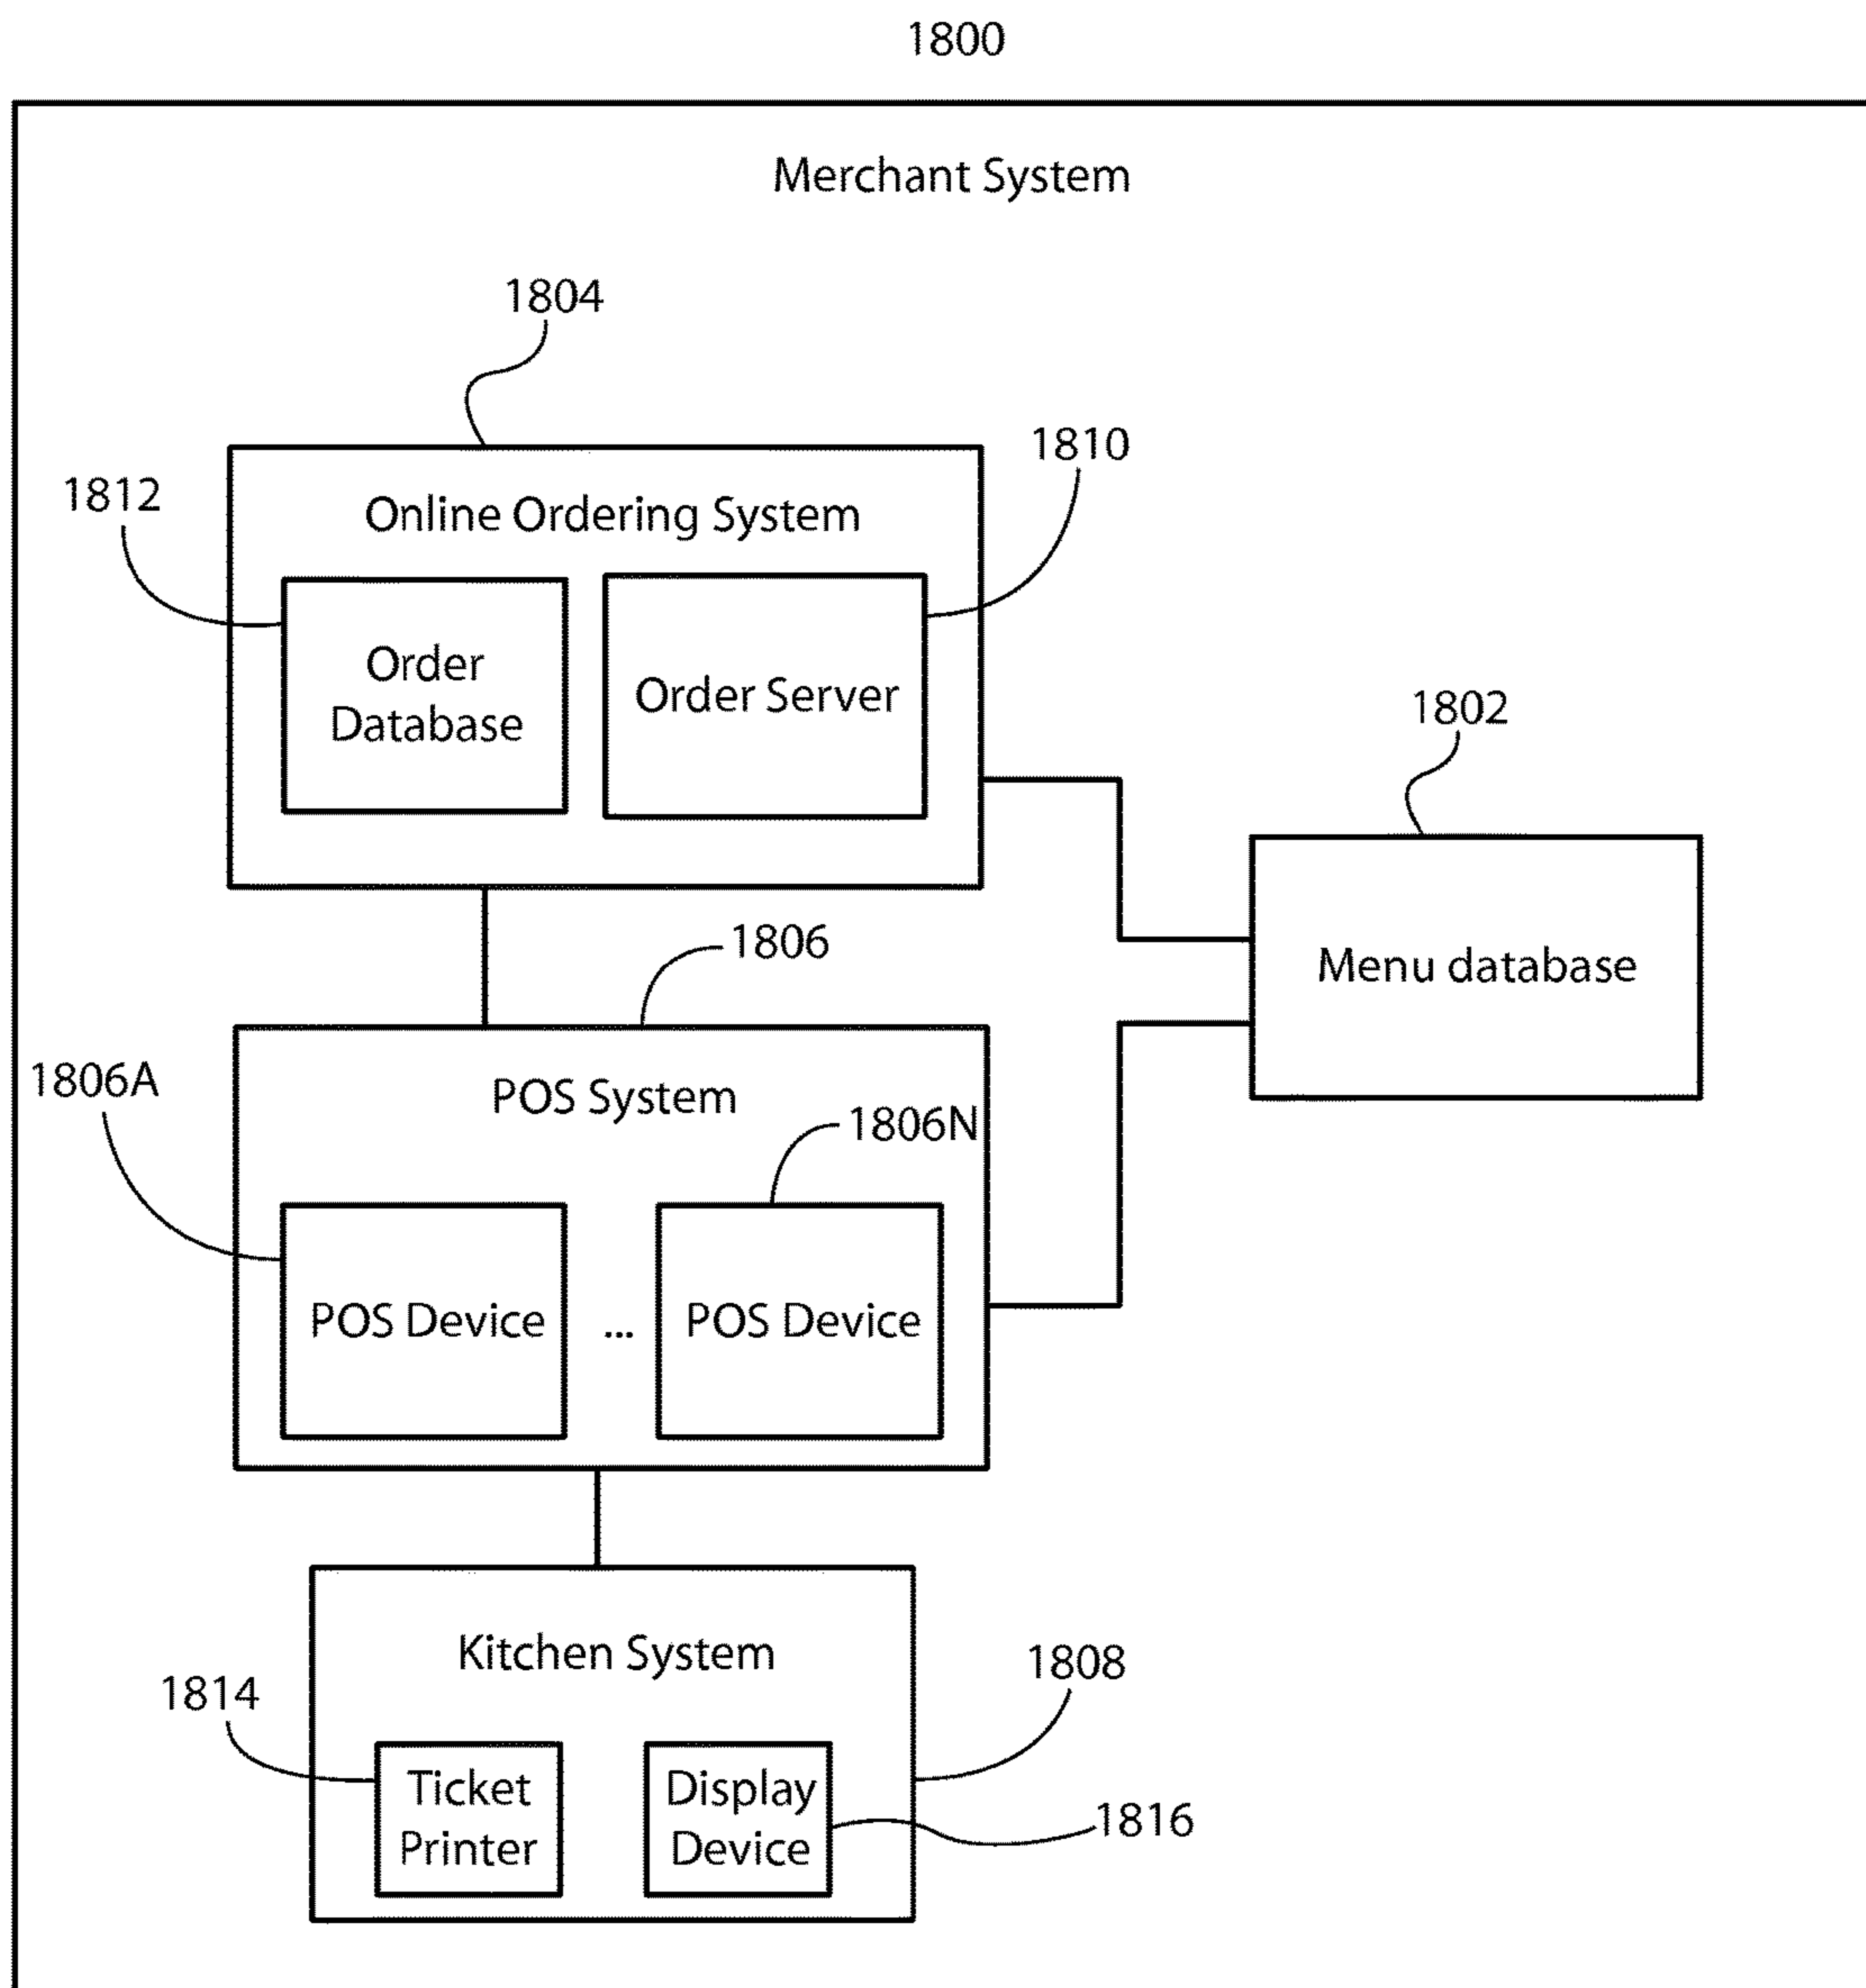 1800
Merchant System
1804
1810
1812
Online Ordering System
Order
Database
Order Server
1802
Menu database
1806
1806A
POS System
1806N
POS Device
...
POS Device
Kitchen System
1808
1814
Ticket
Printer
Display
Device
1816